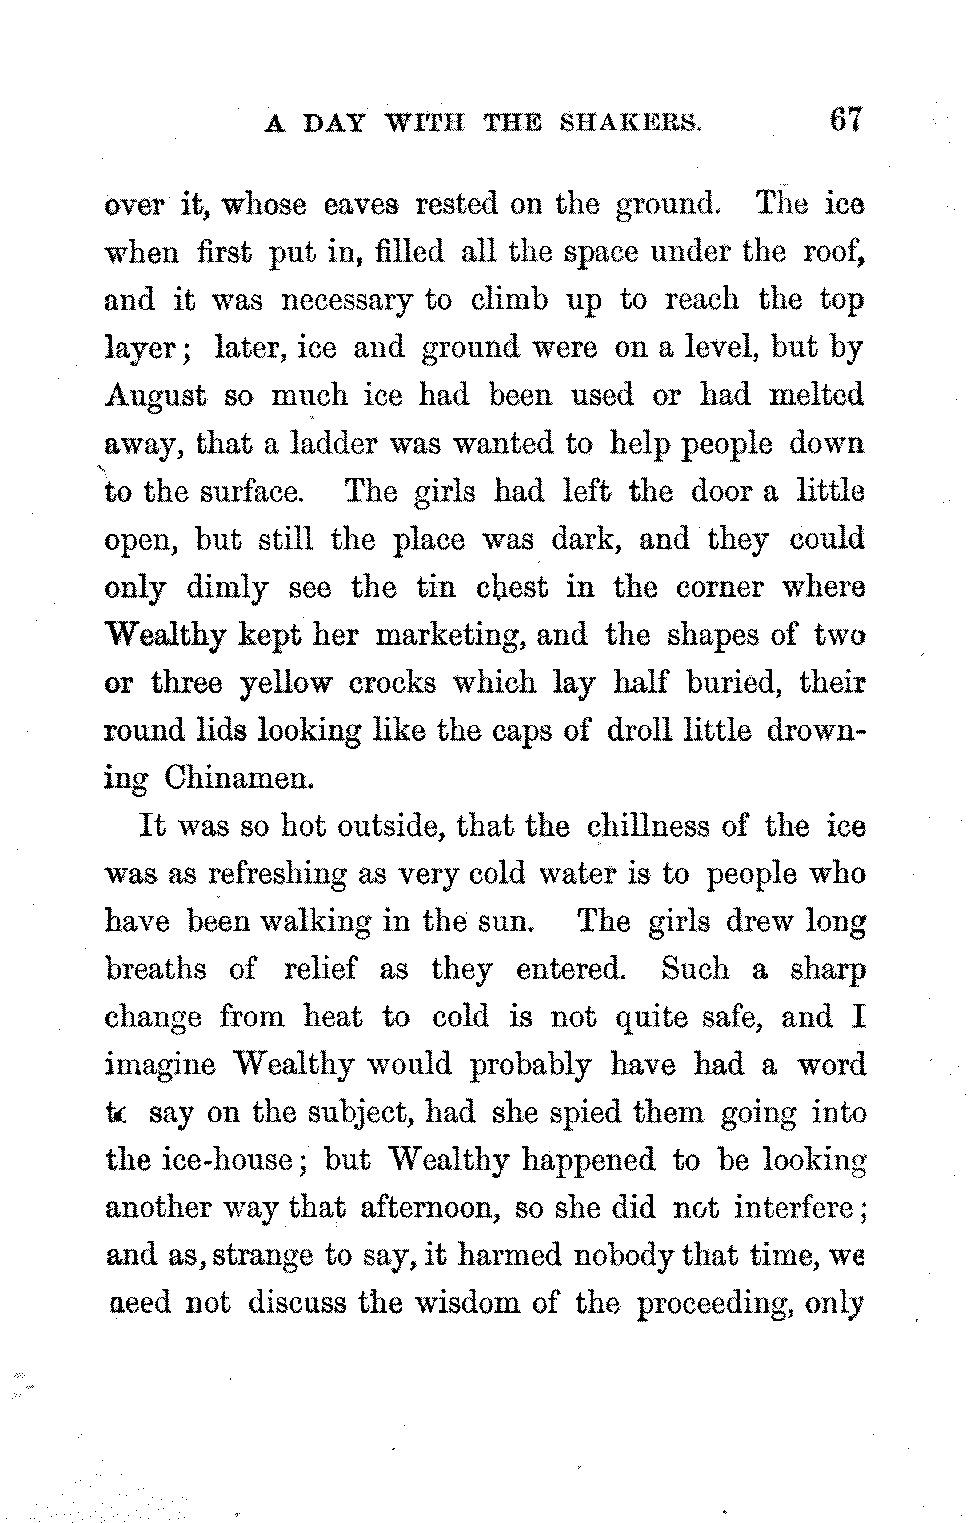 A DAY WITH THE SHAKERS. 67
over it, whose eaves rested on the ground. The ice
when first put in, filled all the space under the roof,
and it was necessary to climb up to reach the top
layer; later, ice and ground were on a level, but by
August so much ice had been used or had melted
away, that a ladder was wanted to help people down
to the surface. The girls had left the door a little
open, but still the place was dark, and they could
only dimly see the tin chest in the corner where
Wealthy kept her marketing, and the shapes of two
or three yellow crocks which lay half buried, their
round lids looking like the caps of droll little drown-
ing Chinamen.
It was so hot outside, that the chillness of the ice
was as refreshing as very cold water is to people who
have been walking in the sun. The girls drew long
breaths of relief as they entered. Such a sharp
change from heat to cold is not quite safe, and I
imagine Wealthy would probably have had a word
to say on the subject, had she spied them going into
the ice-house; but Wealthy happened to be looking
another way that afternoon, so she did not interfere;
and as, strange to say, it harmed nobody that time, we
need not discuss the wisdom of the proceeding, only